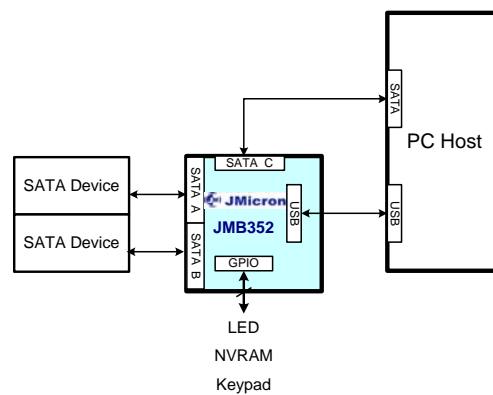 SATA
PC Host
SATA C
SATA Device
SATA A
JMicron
USB
USB
JMB352
SATA Device
SATA B
GPIO
LED
NVRAM
Keypad